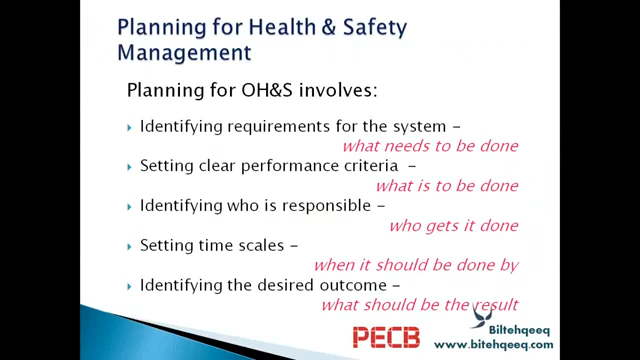 Planning for Health & Safety
Management
Planning for OH&S involves:
Identifying requirements for the system –
what needs to be done
Setting clear performance criteria –
what is to be done
Identifying who is responsible –
who gets it done
Setting time scales –
when it should be done by
Identifying the desired outcome –
what should be the result
PECB
Biltehqeeq
www.bitehqeeq.com